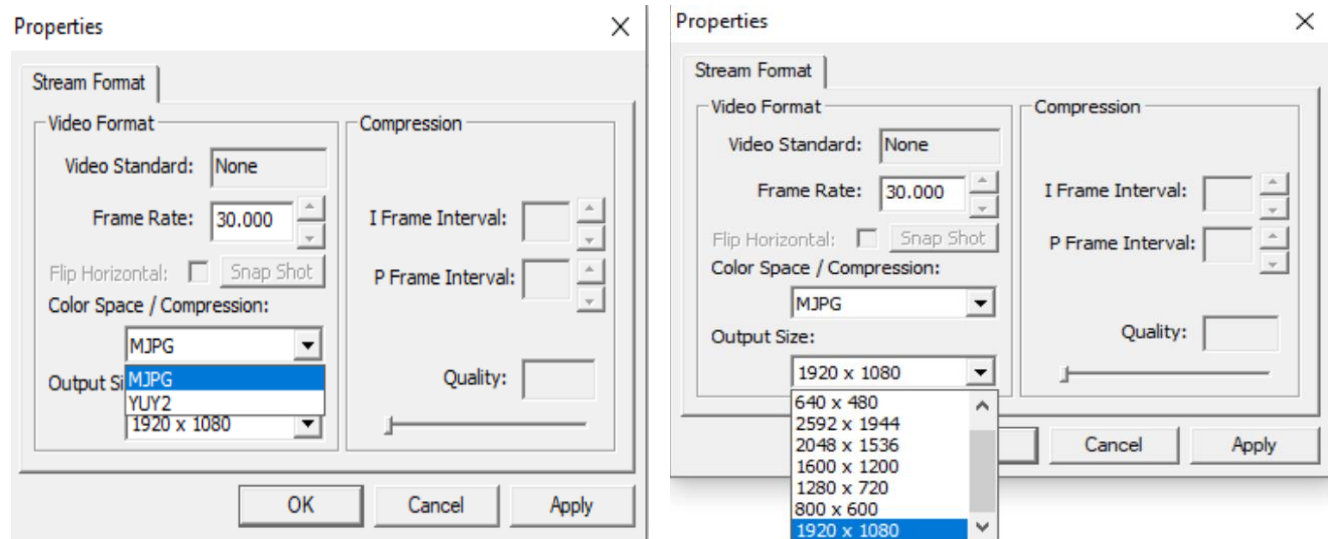 Properties
Stream Format
Video Format
Video Standard: None
Frame Rate: 30.000
Flip Horizontal: Snap Shot
Color Space / Compression:
MJPG
MJPG
YUY2
Output Si
1920 x 1080
Compression
I Frame Interval:
P Frame Interval:
Quality:
OK Cancel Apply
Properties
Stream Format
Video Format
Video Standard: None
Frame Rate: 30.000
Flip Horizontal: Snap Shot
Color Space / Compression:
MJPG
Output Size:
1920 x 1080
640 x 480
2592 x 1944
2048 x 1536
1600 x 1200
1280 x 720
800 x 600
1920 x 1080
Compression
I Frame Interval:
P Frame Interval:
Quality:
Cancel Apply